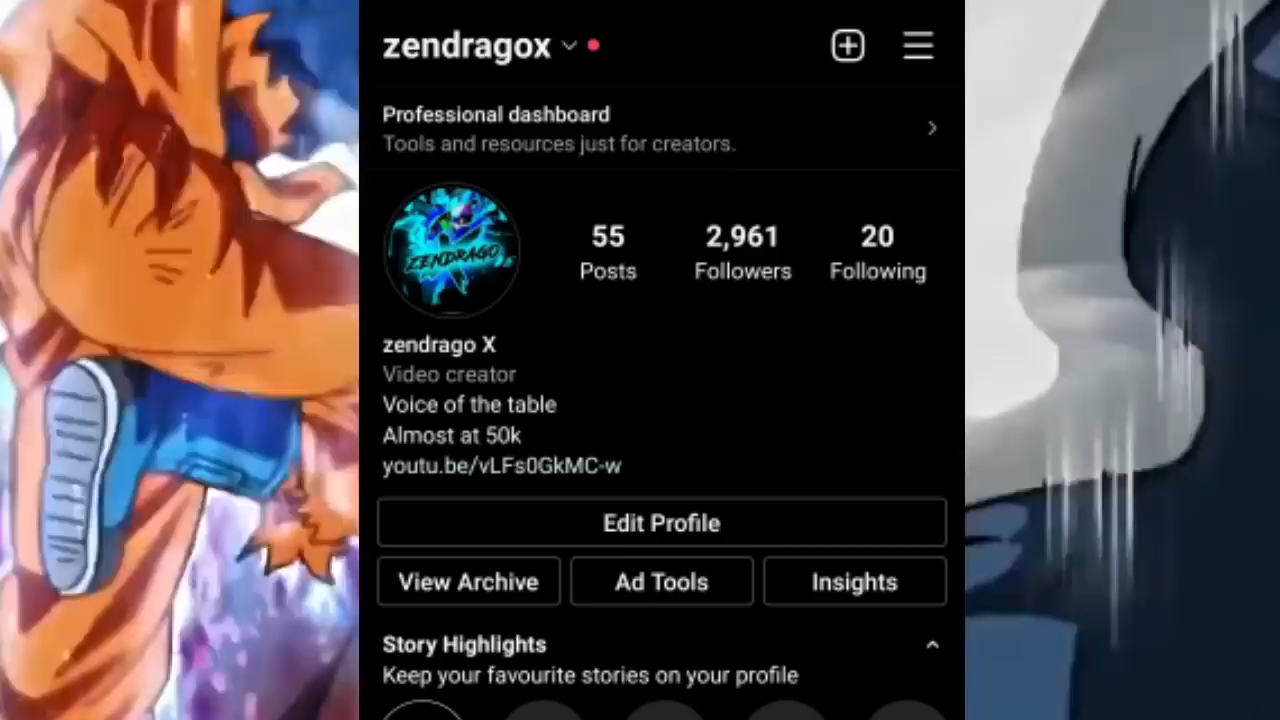 zendragox
Professional dashboard
Tools and resources just for creators.
ZENDRAGO
55
Posts
2,961
Followers
20
Following
zendrago X
Video creator
Voice of the table
Almost at 50k
youtu.be/vLFs0GkMC-w
Edit Profile
View Archive
Ad Tools
Insights
Story Highlights
Keep your favourite stories on your profile